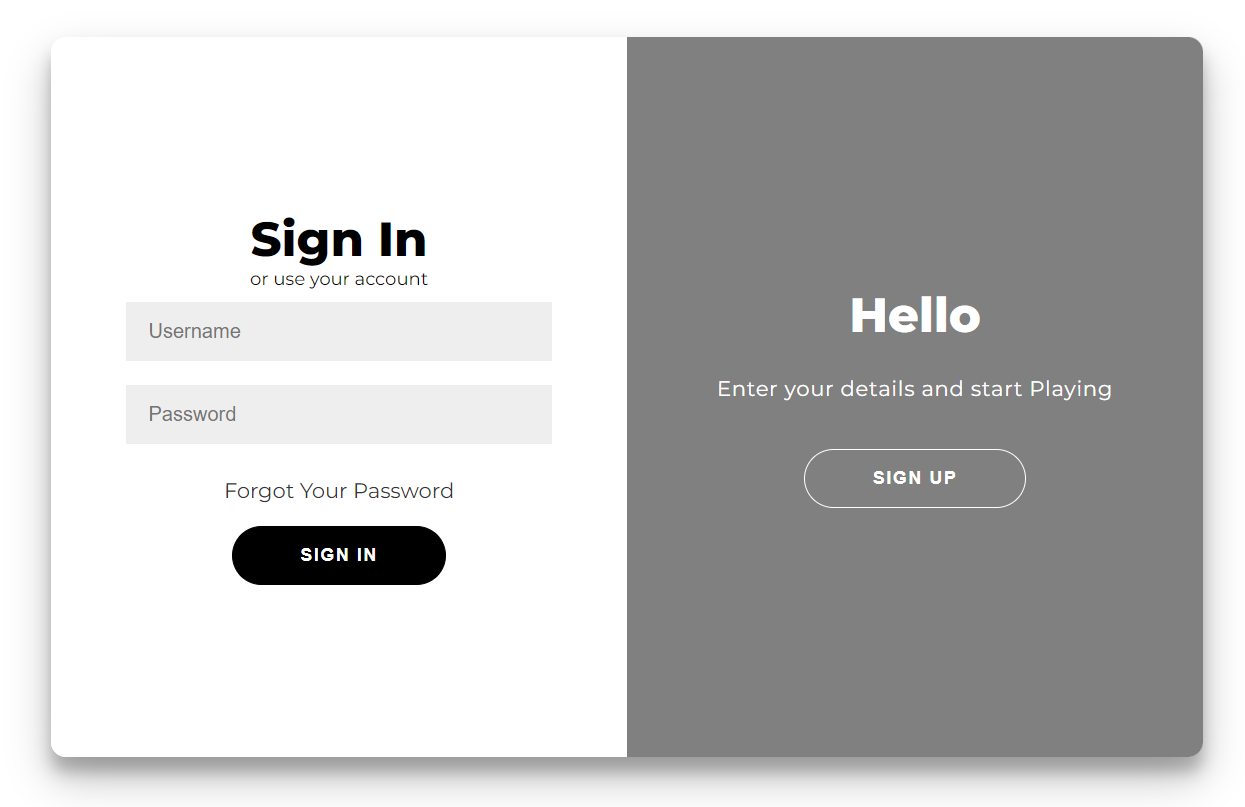 Sign In
or use your account
Username
Password
Forgot Your Password
SIGN IN
Hello
Enter your details and start Playing
SIGN UP